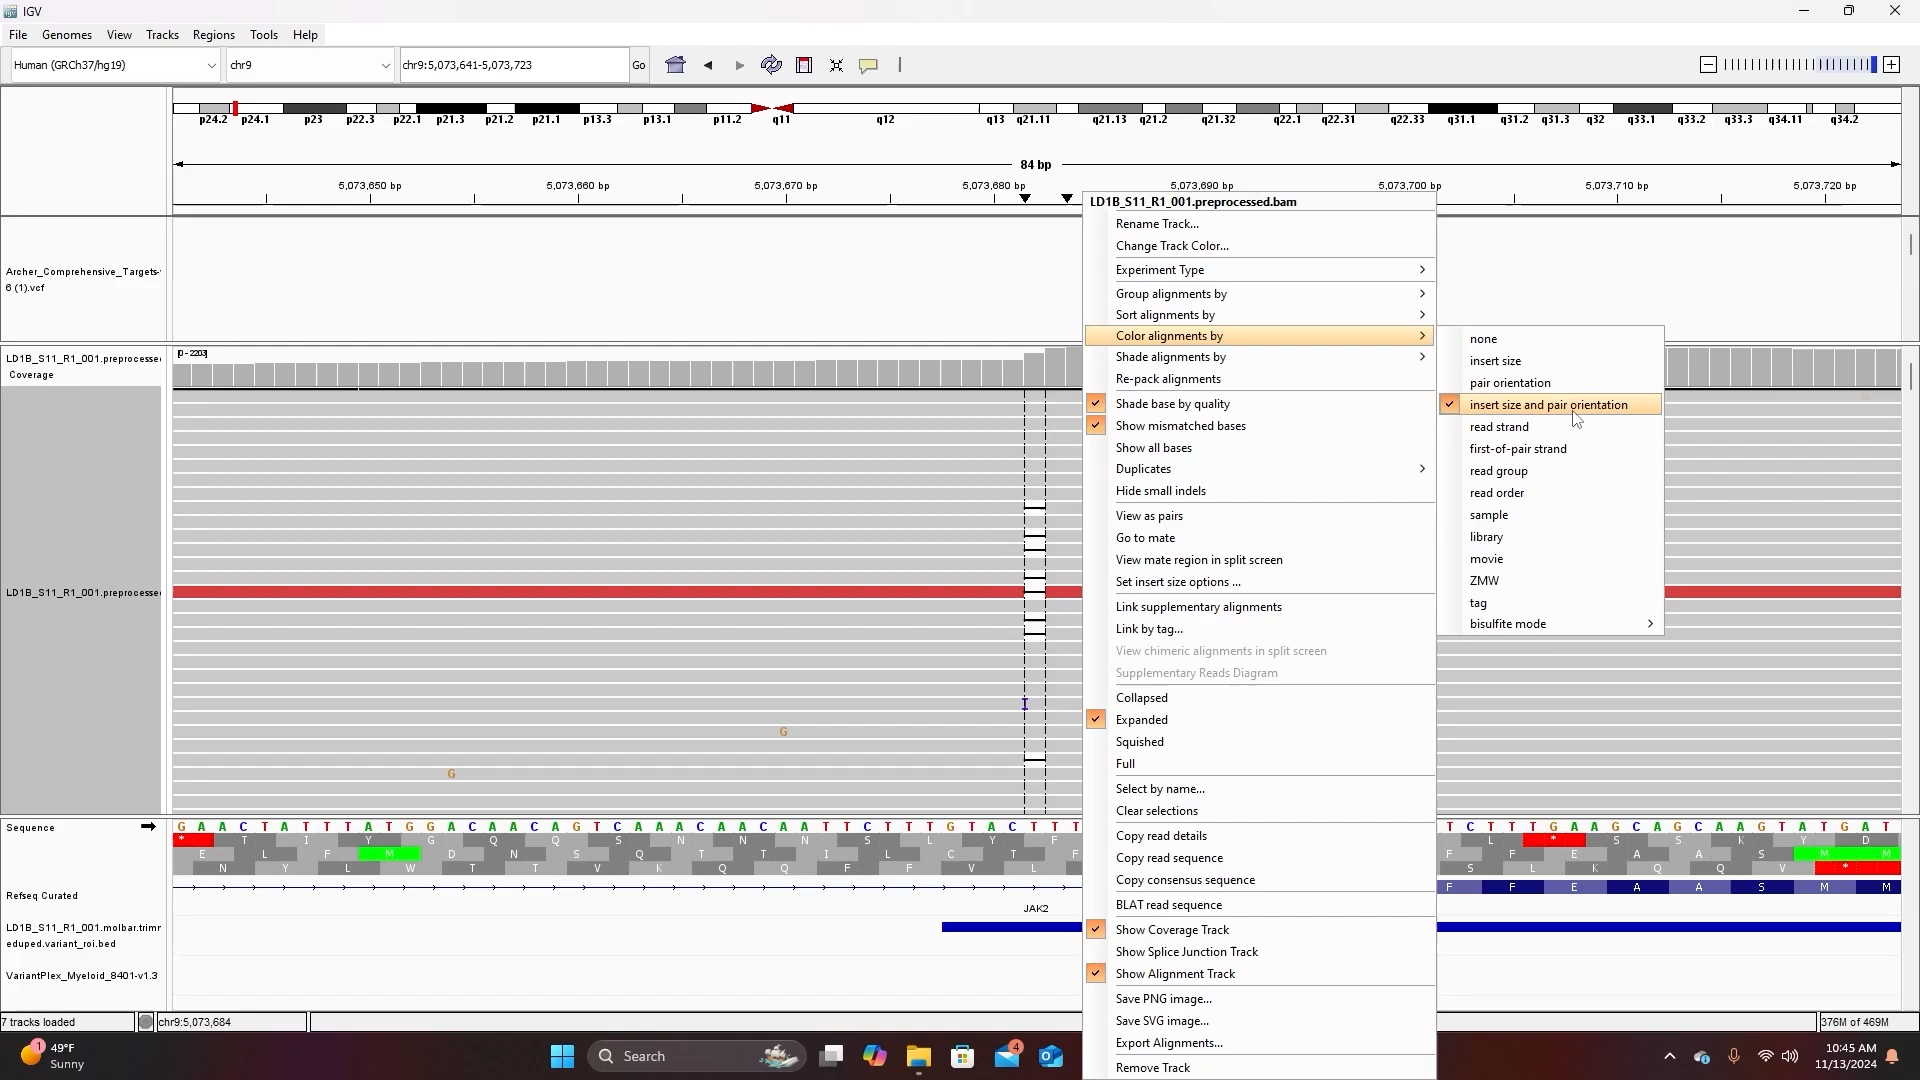 IGV
File Genomes View Tracks Regions Tools Help
Human (GRCh37/hg19) chr9 chr9:5,073,641-5,073,723 Go
p24.2 p24.1 p23 p22.3 p22.1 p21.3 p21.2 p21.1 p13.3 p13.1 p11.2 q11 q12 q13 q21.11 q21.13 q21.2 q21.32 q22.1 q22.31 q22.33 q31.1 q31.2 q31.3 q32 q33.1 q33.2 q33.3 q34.11 q34.2
84 bp
5,073,650 bp 5,073,660 bp 5,073,670 bp 5,073,680 bp 5,073,690 bp 5,073,700 bp 5,073,710 bp 5,073,720 bp
Archer_Comprehensive_Targets-
6 (1).vcf
LD1B_S11_R1_001.preprocesse
Coverage
[0 - 2203]
LD1B_S11_R1_001.preprocesse
I
G
G
LD1B_S11_R1_001.preprocessed.bam
Rename Track...
Change Track Color...
Experiment Type
Group alignments by
Sort alignments by
Color alignments by
Shade alignments by
Re-pack alignments
Shade base by quality
Show mismatched bases
Show all bases
Duplicates
Hide small indels
View as pairs
Go to mate
View mate region in split screen
Set insert size options ...
Link supplementary alignments
Link by tag...
View chimeric alignments in split screen
Supplementary Reads Diagram
Collapsed
Expanded
Squished
Full
Select by name...
Clear selections
Copy read details
Copy read sequence
Copy consensus sequence
BLAT read sequence
Show Coverage Track
Show Splice Junction Track
Show Alignment Track
Save PNG image...
Save SVG image...
Export Alignments...
Remove Track
none
insert size
pair orientation
insert size and pair orientation
read strand
first-of-pair strand
read group
read order
sample
library
movie
ZMW
tag
bisulfite mode
Sequence
G A A C T A T T T A T G G A C A A C A G T C A A A C A A C A A T T C T T T G T A C T T T T C T T T G A A G C A G C A A G T A T G A T
* T I Y G Q Q S N N N S L Y F L * S S K Y D
E L F M D N S Q T T I L C T F F F E A A S M M
N Y L W T T V K Q Q F F V L S L K Q Q V *
Refseq Curated
F F E A A S M M
JAK2
LD1B_S11_R1_001.molbar.trimr
eduped.variant_roi.bed
VariantPlex_Myeloid_8401-v1.3
7 tracks loaded chr9:5,073,684 376M of 469M
1 49°F
Sunny
Search
4
10:45 AM
11/13/2024